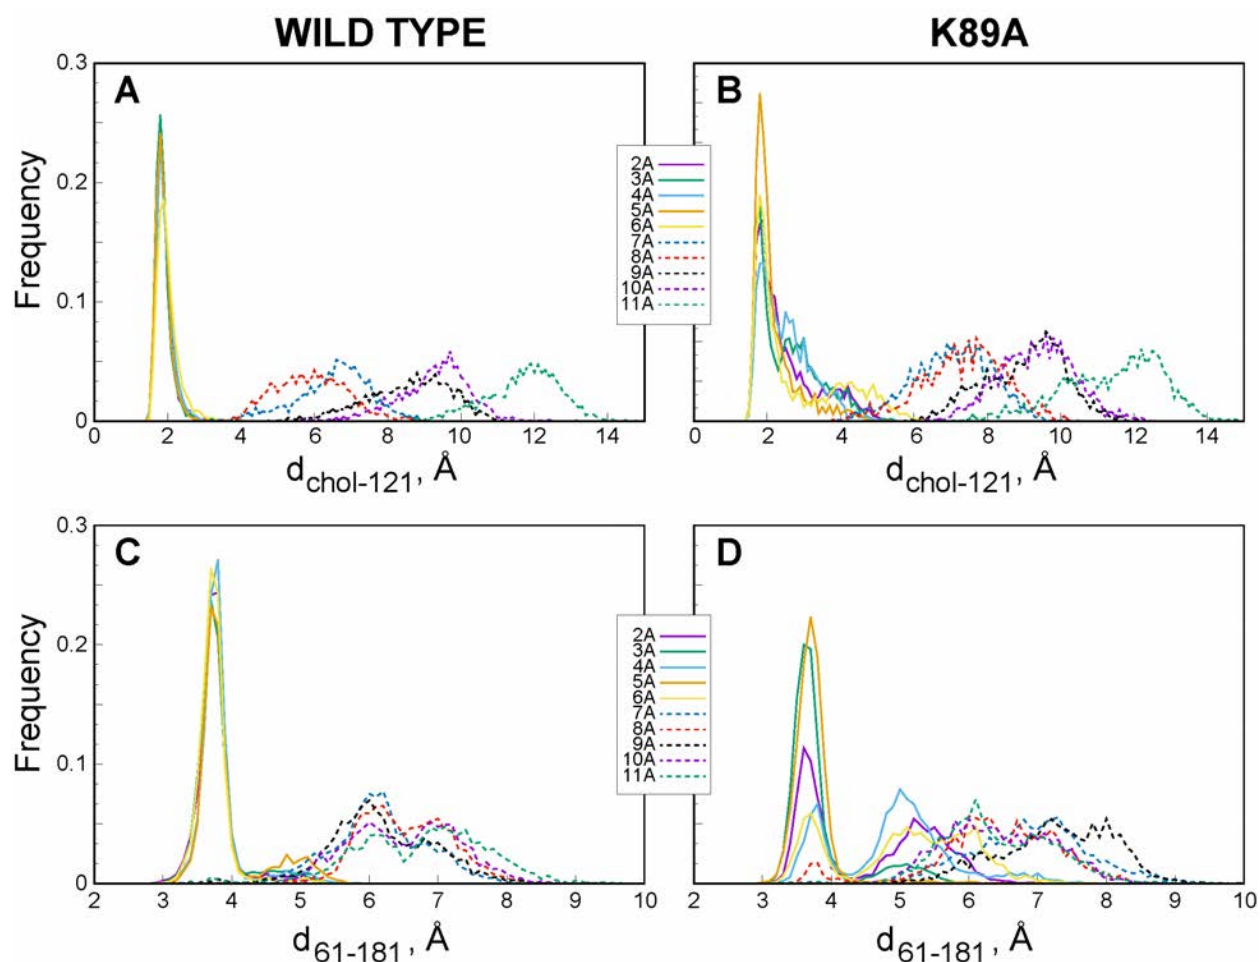 WILD TYPE
K89A
A
B
Frequency
0.3
0.2
0.1
0
0 2 4 6 8 10 12 14
0 2 4 6 8 10 12 14
d chol-121, Å
d chol-121, Å
2A
3A
4A
5A
6A
7A
8A
9A
10A
11A
C
D
Frequency
0.3
0.2
0.1
0
2 3 4 5 6 7 8 9 10
2 3 4 5 6 7 8 9 10
d 61-181, Å
d 61-181, Å
2A
3A
4A
5A
6A
7A
8A
9A
10A
11A